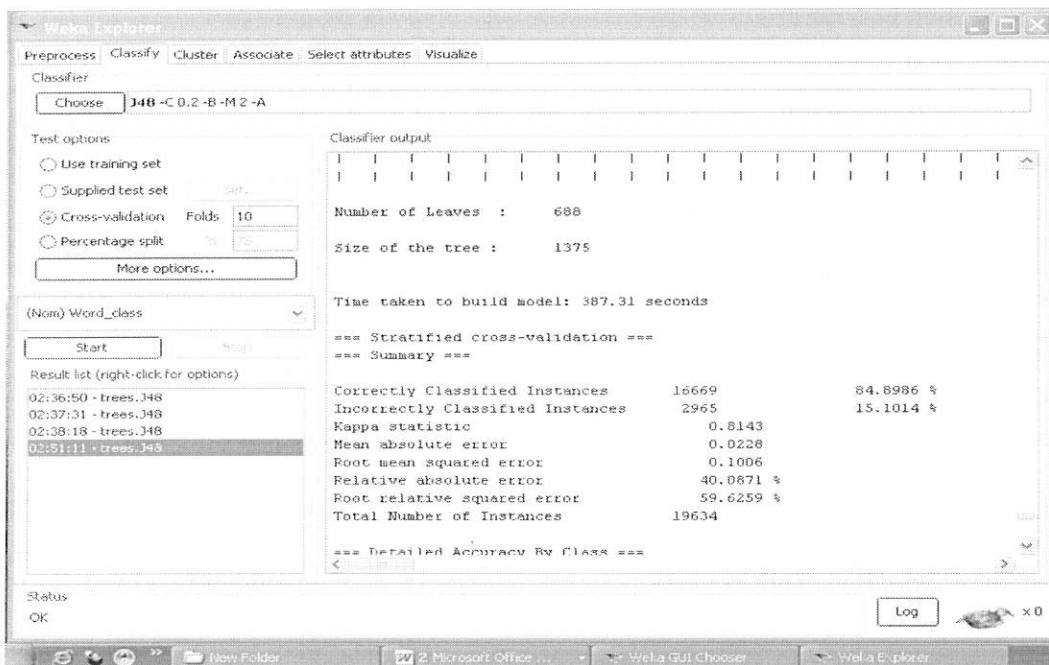 Weka Explorer
Preprocess Classify Cluster Associate Select attributes Visualize
Classifier
Choose J48 -C 0.2 -B -M 2 -A
Test options
Use training set
Supplied test set Set...
Cross-validation Folds 10
Percentage split %
More options...
(Nom) Word_class
Start Stop
Result list (right-click for options)
02:36:50 - trees.J48
02:37:31 - trees.J48
02:38:18 - trees.J48
02:51:11 - trees.J48
Classifier output
Number of Leaves : 688
Size of the tree : 1375
Time taken to build model: 387.31 seconds
=== Stratified cross-validation ===
=== Summary ===
Correctly Classified Instances 16669 84.8986 %
Incorrectly Classified Instances 2965 15.1014 %
Kappa statistic 0.8143
Mean absolute error 0.0228
Root mean squared error 0.1006
Relative absolute error 40.0871 %
Root relative squared error 59.6259 %
Total Number of Instances 19634
=== Detailed Accuracy By Class ===
Status
OK
Log x 0
New Folder 2 Microsoft Office ... Weka GUI Chooser Weka Explorer